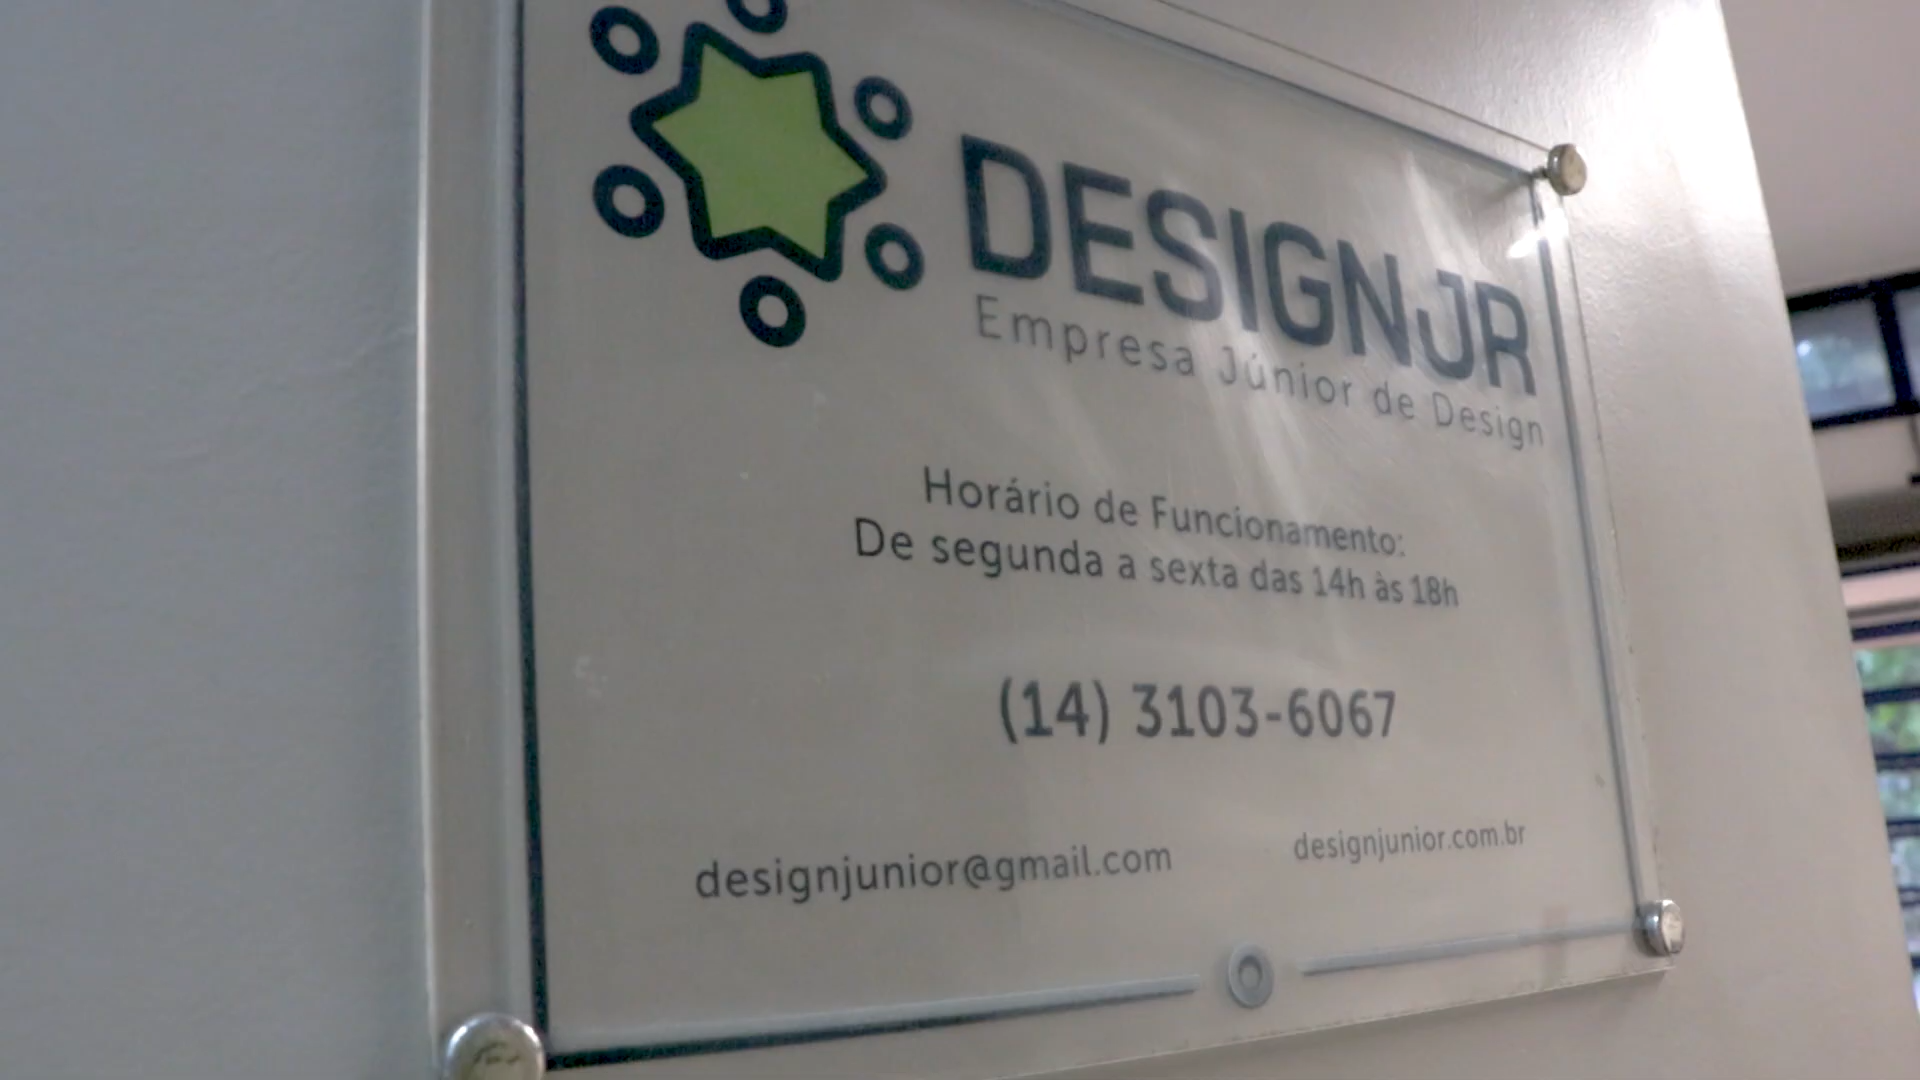 DESIGNJR
Empresa Júnior de Design
Horário de Funcionamento:
De segunda a sexta das 14h às 18h
(14) 3103-6067
designjunior@gmail.com
designjunior.com.br